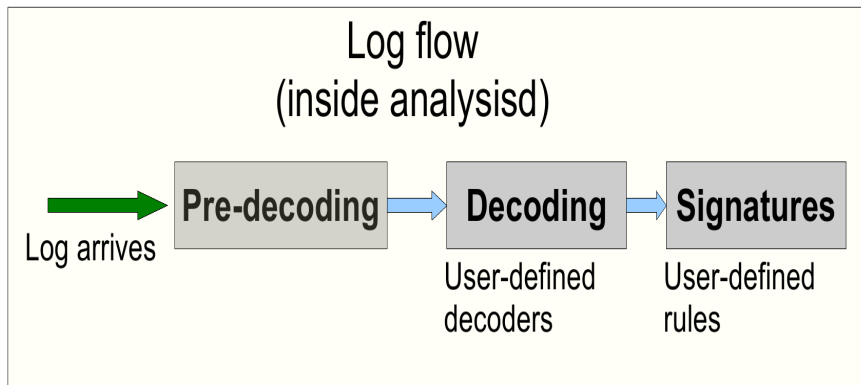 Log flow
(inside analysisd)
Pre-decoding
Decoding
Signatures
Log arrives
User-defined
decoders
User-defined
rules